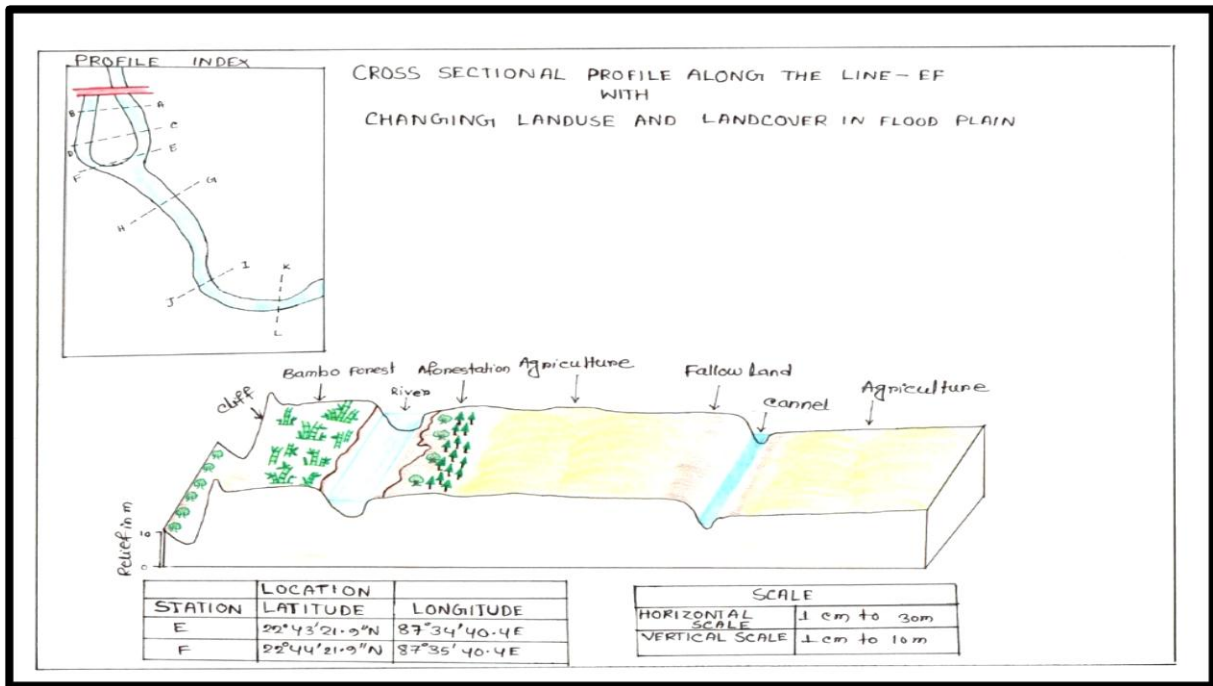 PROFILE INDEX
CROSS SECTIONAL PROFILE ALONG THE LINE-EF
WITH
CHANGING LANDUSE AND LANDCOVER IN FLOOD PLAIN
B
A
C
D
E
F
G
H
I
K
J
L
Cliff
Bambo Forest
River
Aforestation
Agriculture
Fallow Land
Cannel
Agriculture
Relief in m
10
0
LOCATION
STATION LATITUDE LONGITUDE
E 22°43'21.9"N 87°34'40.4E
F 22°44'21.9"N 87°35'40.4E
SCALE
HORIZONTAL SCALE 1 cm to 30m
VERTICAL SCALE 1 cm to 10m